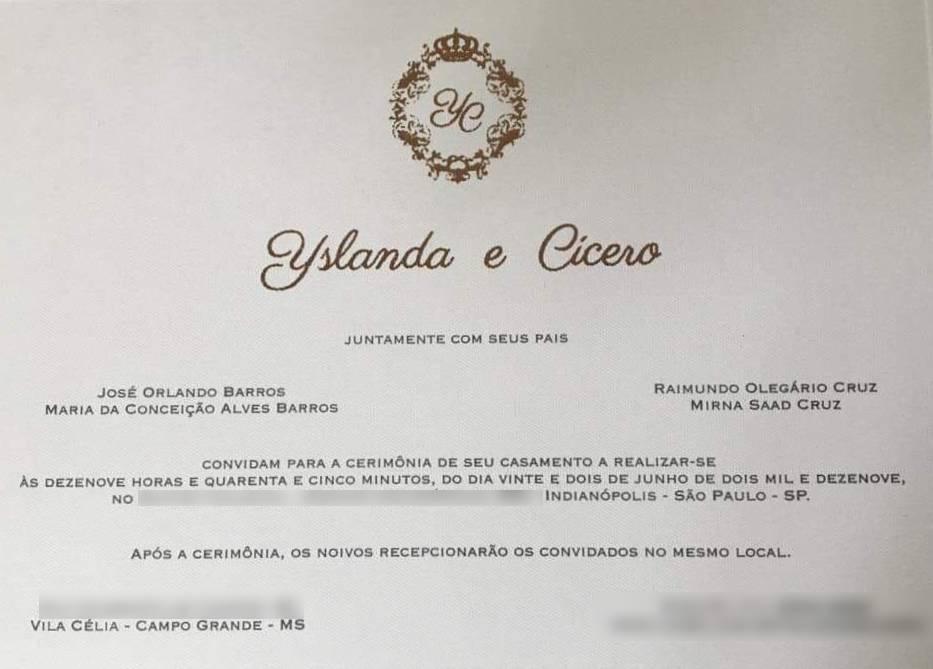 YC
Yslanda e Cícero
JUNTAMENTE COM SEUS PAIS
JOSÉ ORLANDO BARROS
MARIA DA CONCEIÇÃO ALVES BARROS
RAIMUNDO OLEGÁRIO CRUZ
MIRNA SAAD CRUZ
CONVIDAM PARA A CERIMÔNIA DE SEU CASAMENTO A REALIZAR-SE
ÀS DEZENOVE HORAS E QUARENTA E CINCO MINUTOS, DO DIA VINTE E DOIS DE JUNHO DE DOIS MIL E DEZENOVE,
NO INDIANÓPOLIS - SÃO PAULO - SP.
APÓS A CERIMÔNIA, OS NOIVOS RECEPCIONARÃO OS CONVIDADOS NO MESMO LOCAL.
VILA CÉLIA - CAMPO GRANDE - MS